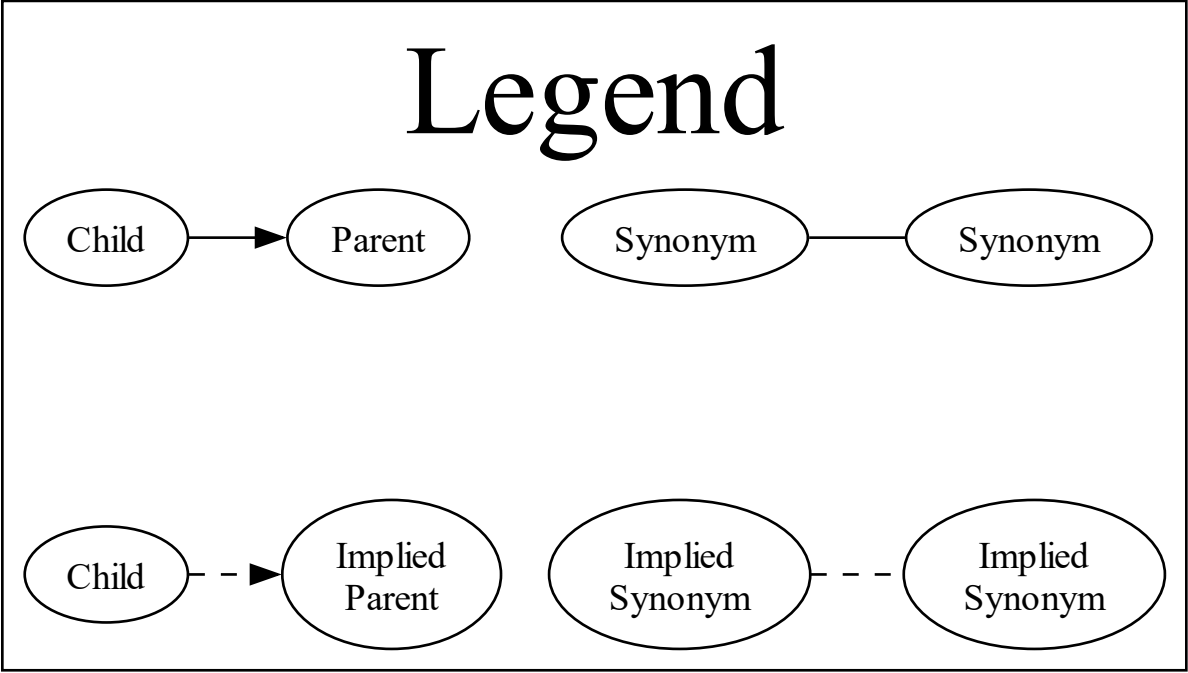 Legend
Child
Parent
Synonym
Synonym
Child
Implied
Parent
Implied
Synonym
Implied
Synonym